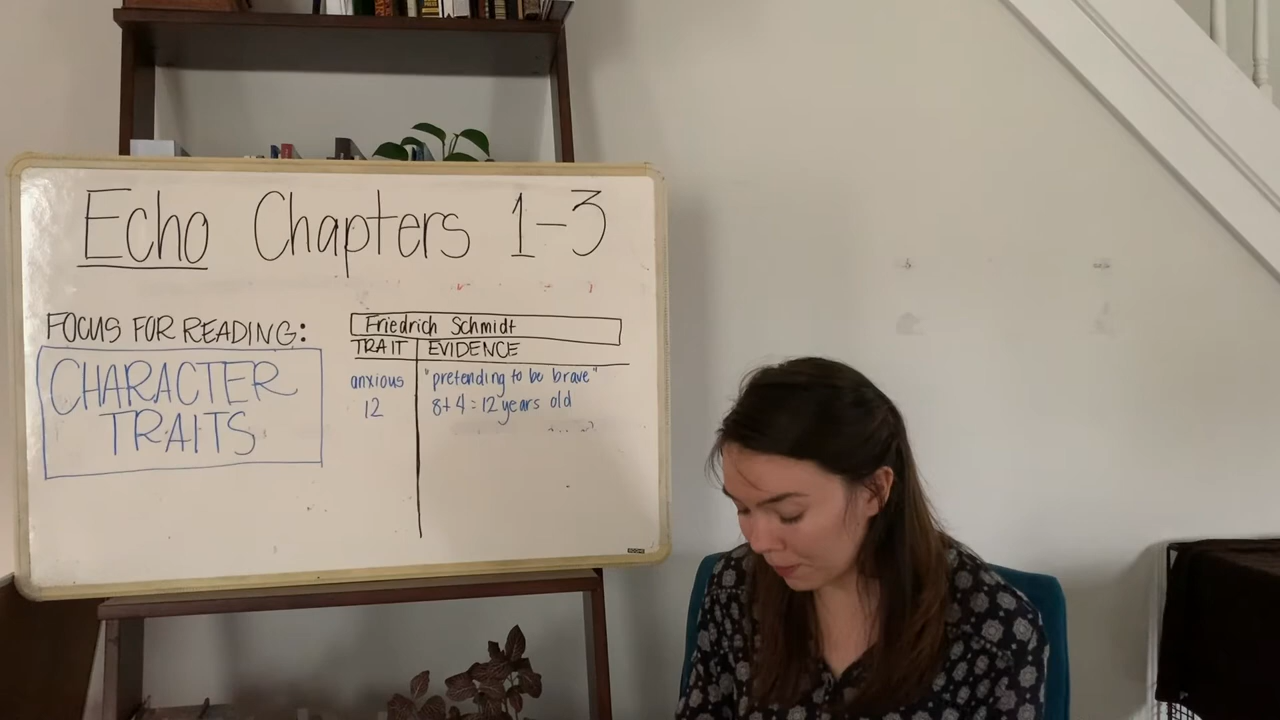 Echo Chapters 1-3
FOCUS FOR READING:
CHARACTER
TRAITS
Friedrich Schmidt
TRAIT EVIDENCE
anxious "pretending to be brave"
12 8+4=12 years old